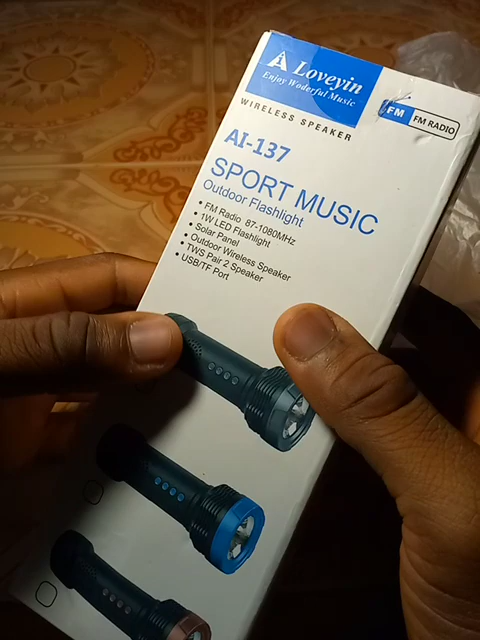 Loveyin
Enjoy Woderful Music
WIRELESS SPEAKER
FM FM RADIO
AI-137
SPORT MUSIC
Outdoor Flashlight
• FM Radio 87-1080MHz
• 1W LED Flashlight
• Solar Panel
• Outdoor Wireless Speaker
• TWS Pair 2 Speaker
• USB/TF Port